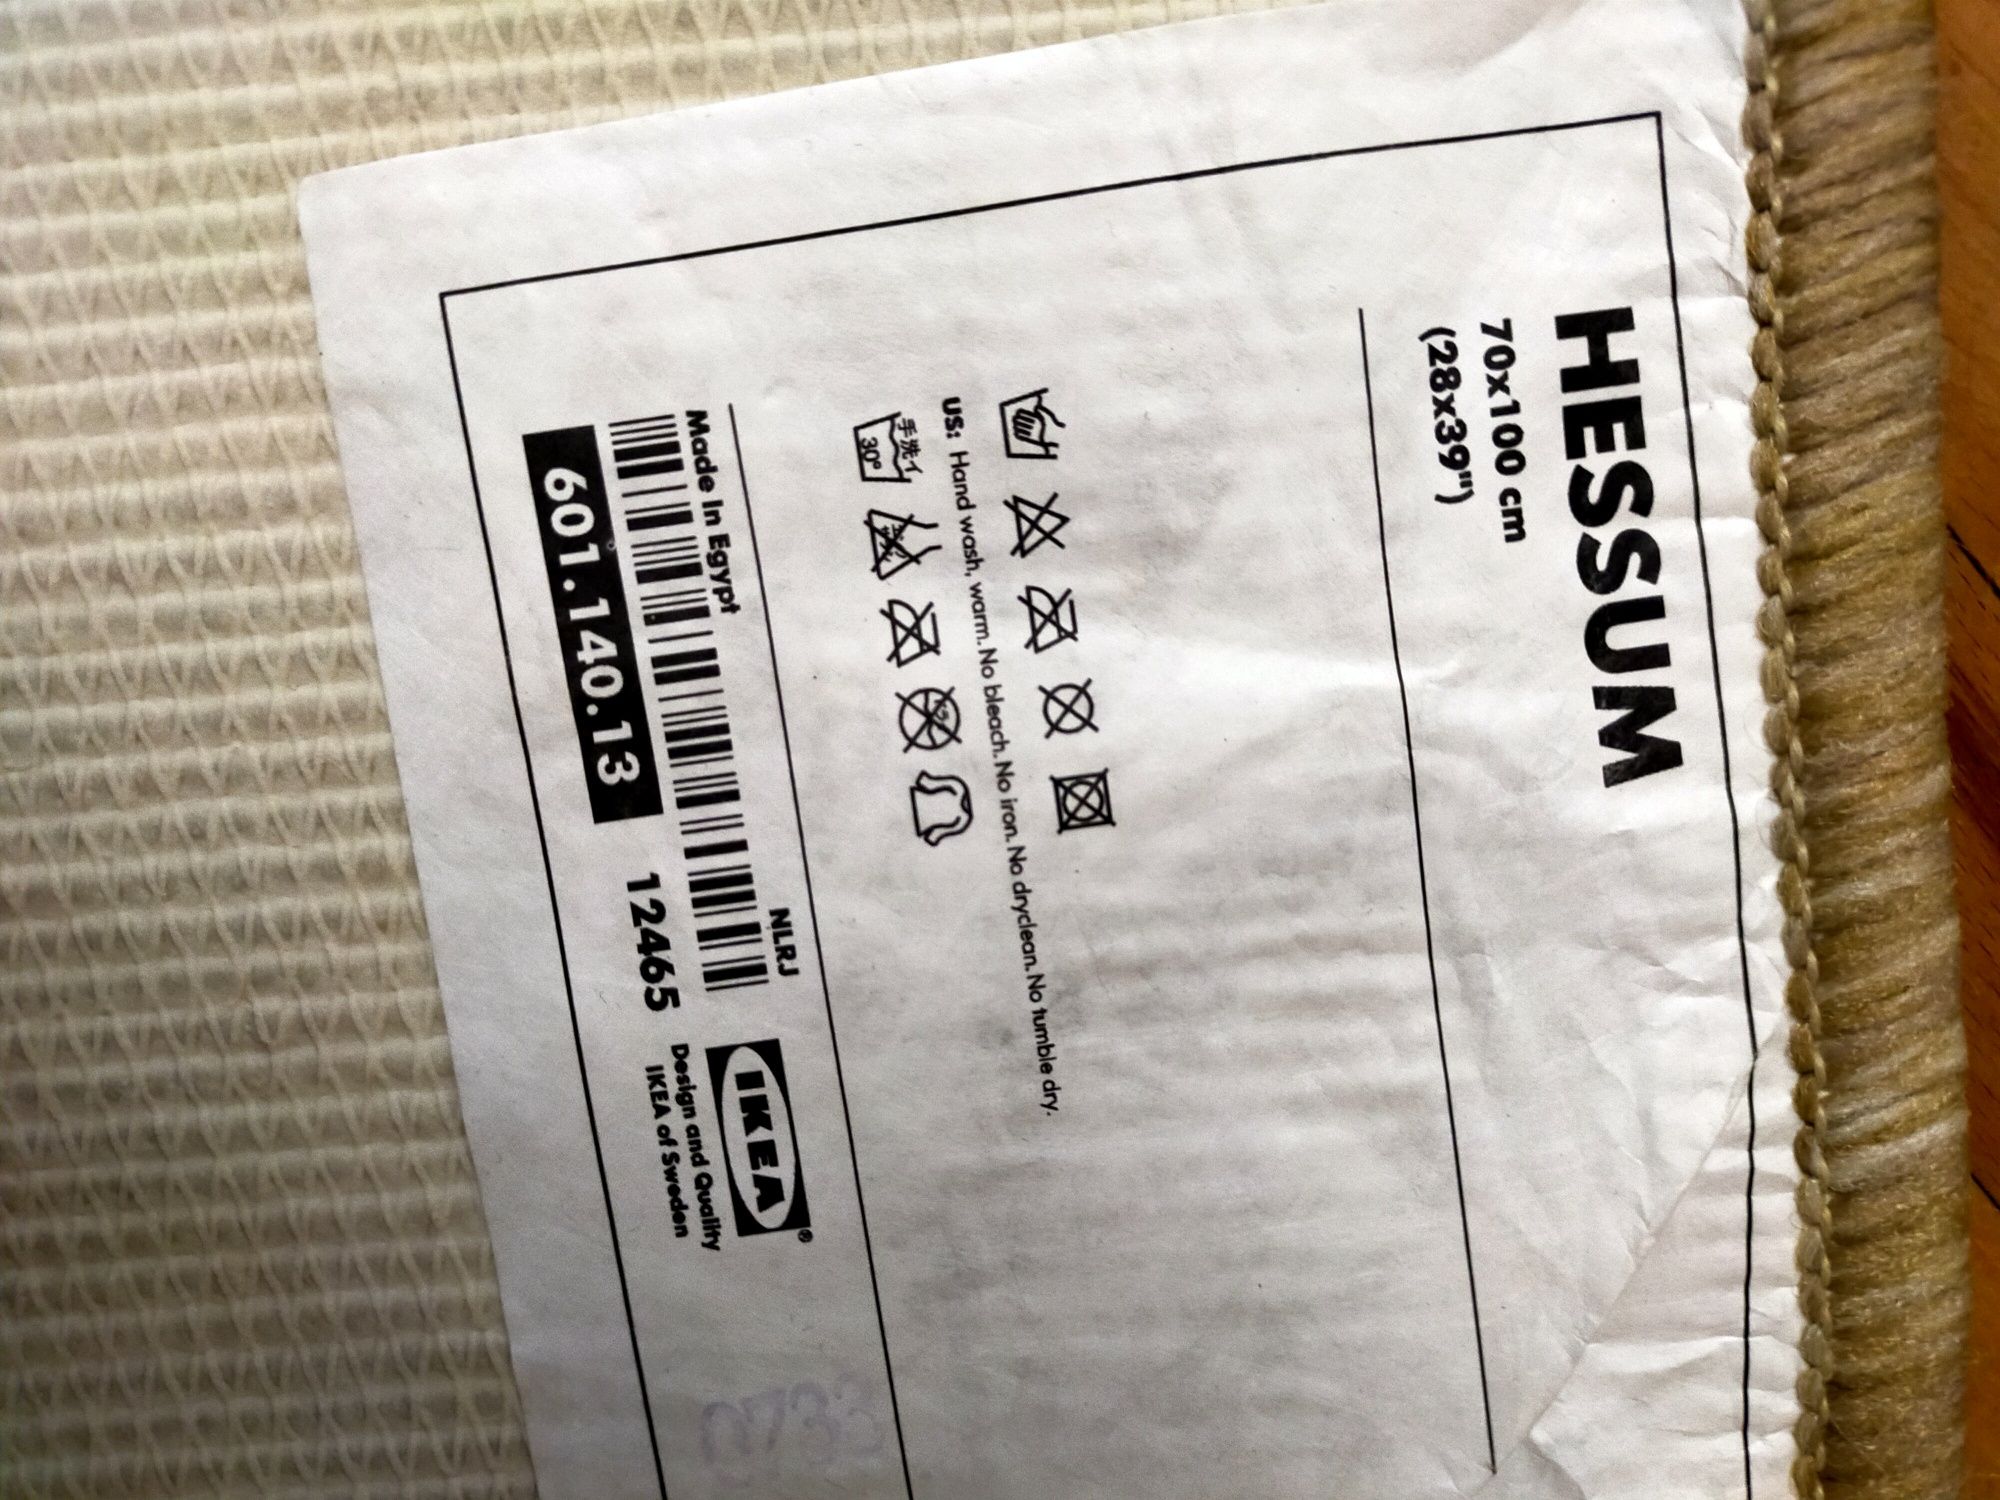 HESSUM
70x100 cm
(28x39")
US: Hand wash, warm. No bleach. No iron. No dryclean. No tumble dry.
手洗イ
30°
Made in Egypt
NLRJ
601.140.13
12465
IKEA®
Design and Quality
IKEA of Sweden